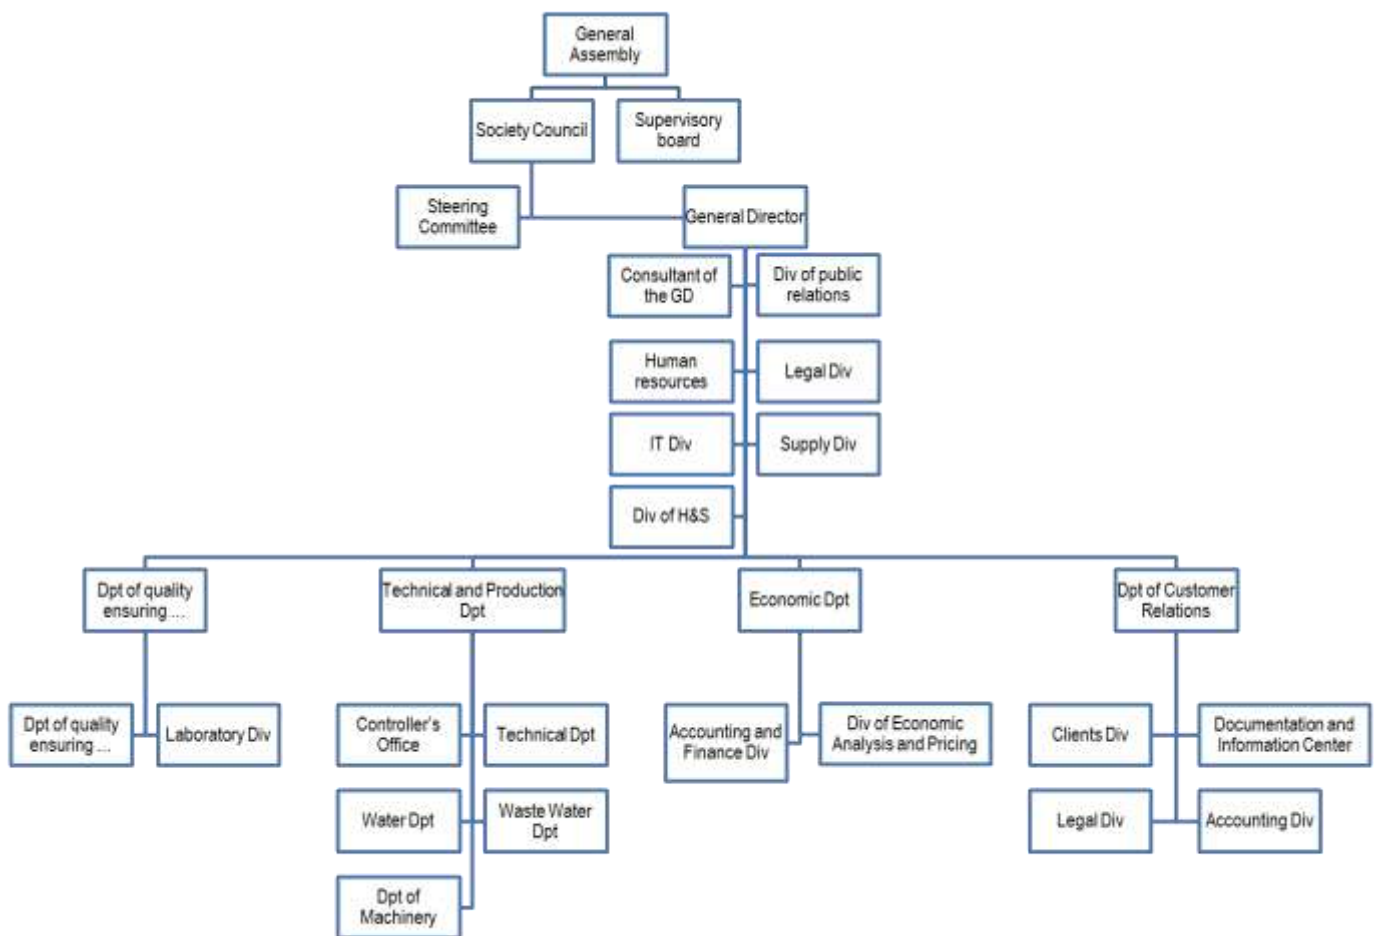 General
Assembly
Society Council
Supervisory
board
Steering
Committee
General Director
Consultant of
the GD
Div of public
relations
Human
resources
Legal Div
IT Div
Supply Div
Div of H&S
Dpt of quality
ensuring ...
Technical and Production
Dpt
Economic Dpt
Dpt of Customer
Relations
Dpt of quality
ensuring ...
Laboratory Div
Controller's
Office
Technical Dpt
Accounting and
Finance Div
Div of Economic
Analysis and Pricing
Clients Div
Documentation and
Information Center
Water Dpt
Waste Water
Dpt
Legal Div
Accounting Div
Dpt of
Machinery